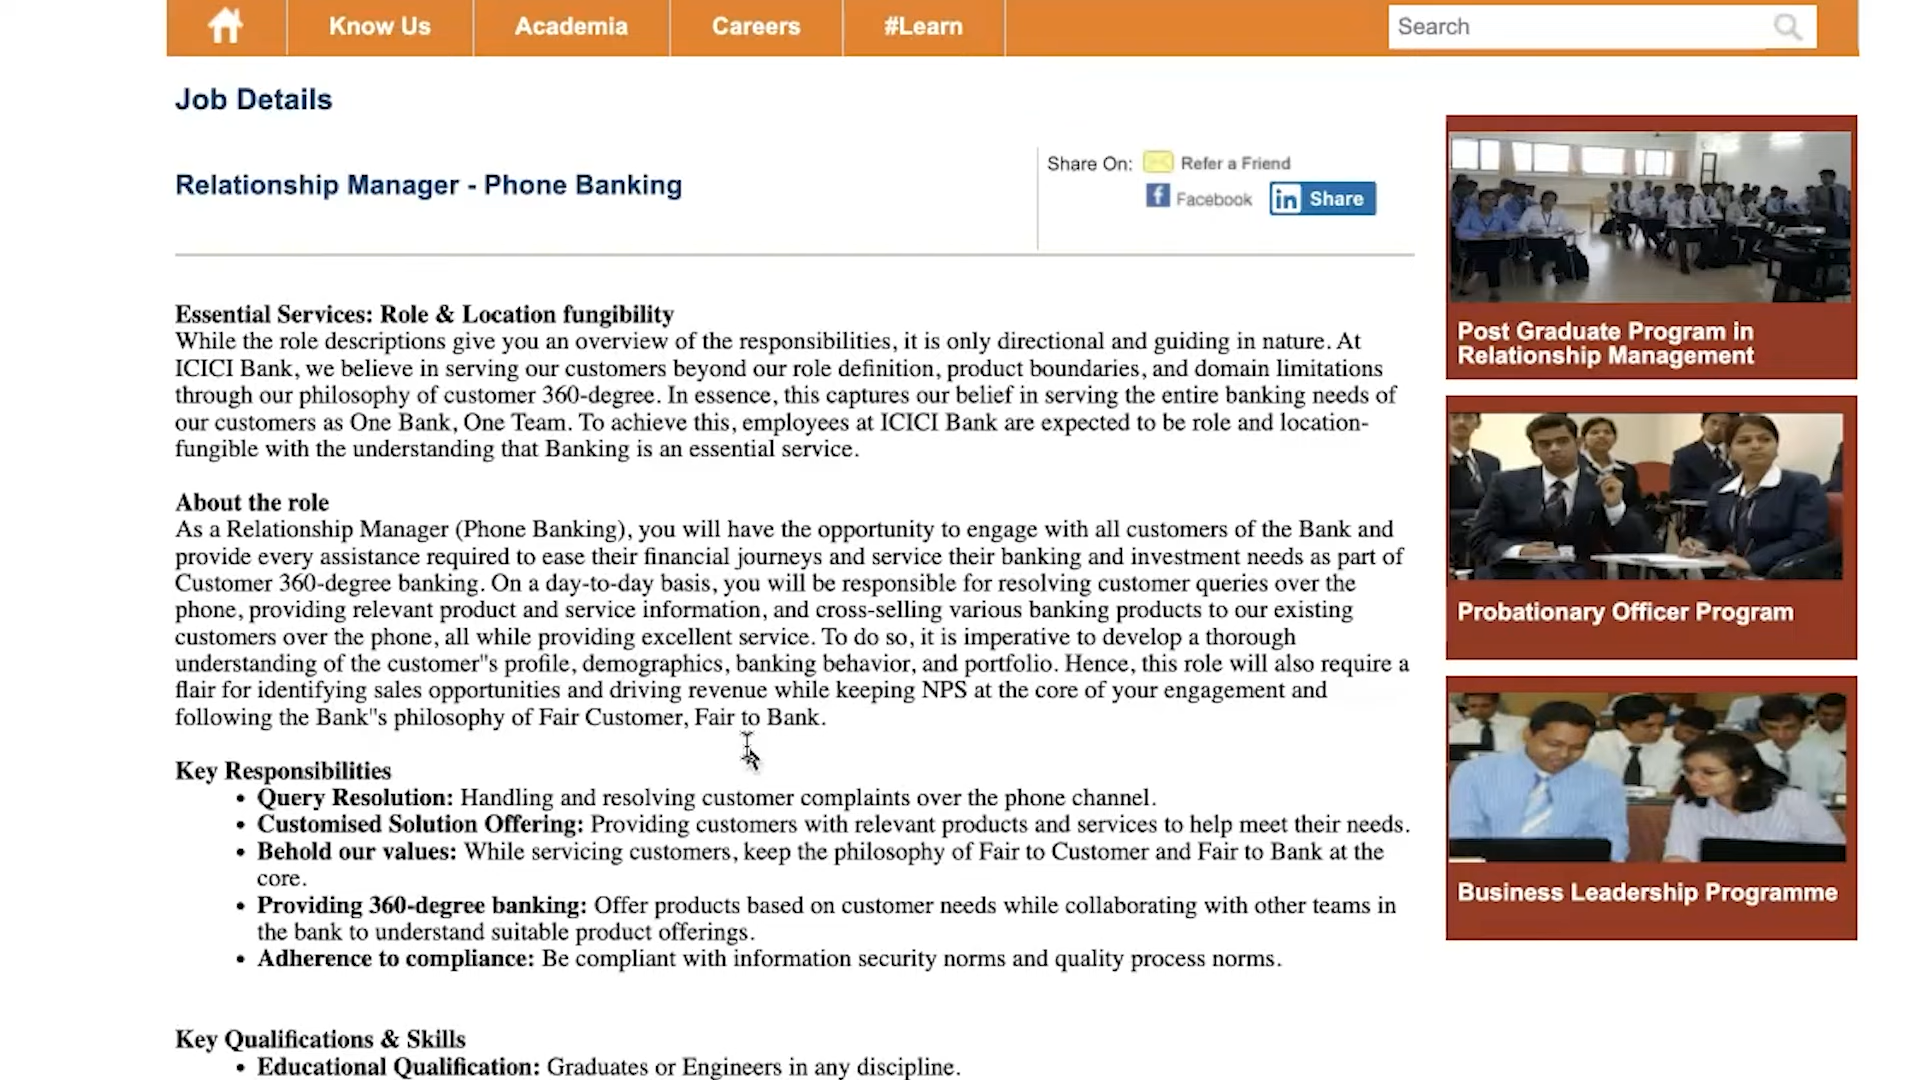 Know Us
Academia
Careers
#Learn
Search
Job Details
Relationship Manager - Phone Banking
Share On:
Refer a Friend
f Facebook
in Share
Essential Services: Role & Location fungibility
While the role descriptions give you an overview of the responsibilities, it is only directional and guiding in nature. At
ICICI Bank, we believe in serving our customers beyond our role definition, product boundaries, and domain limitations
through our philosophy of customer 360-degree. In essence, this captures our belief in serving the entire banking needs of
our customers as One Bank, One Team. To achieve this, employees at ICICI Bank are expected to be role and location-
fungible with the understanding that Banking is an essential service.
About the role
As a Relationship Manager (Phone Banking), you will have the opportunity to engage with all customers of the Bank and
provide every assistance required to ease their financial journeys and service their banking and investment needs as part of
Customer 360-degree banking. On a day-to-day basis, you will be responsible for resolving customer queries over the
phone, providing relevant product and service information, and cross-selling various banking products to our existing
customers over the phone, all while providing excellent service. To do so, it is imperative to develop a thorough
understanding of the customer"s profile, demographics, banking behavior, and portfolio. Hence, this role will also require a
flair for identifying sales opportunities and driving revenue while keeping NPS at the core of your engagement and
following the Bank"s philosophy of Fair Customer, Fair to Bank.
Key Responsibilities
• Query Resolution: Handling and resolving customer complaints over the phone channel.
• Customised Solution Offering: Providing customers with relevant products and services to help meet their needs.
• Behold our values: While servicing customers, keep the philosophy of Fair to Customer and Fair to Bank at the
core.
• Providing 360-degree banking: Offer products based on customer needs while collaborating with other teams in
the bank to understand suitable product offerings.
• Adherence to compliance: Be compliant with information security norms and quality process norms.
Key Qualifications & Skills
• Educational Qualification: Graduates or Engineers in any discipline.
Post Graduate Program in
Relationship Management
Probationary Officer Program
Business Leadership Programme